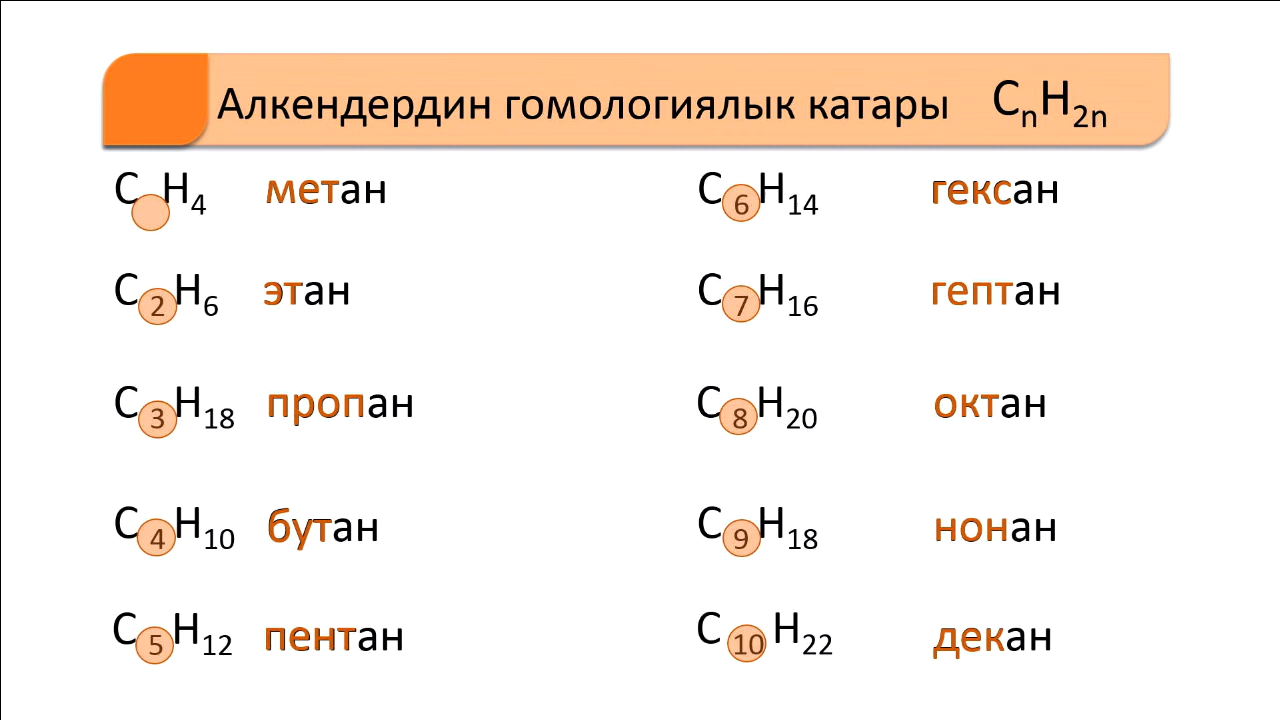 Алкендердин гомологиялык катары CₙH₂ₙ
C H₄ метан
C₂H₆ этан
C₃H₁₈ пропан
C₄H₁₀ бутан
C₅H₁₂ пентан
C₆H₁₄ гексан
C₇H₁₆ гептан
C₈H₂₀ октан
C₉H₁₈ нонан
C₁₀H₂₂ декан